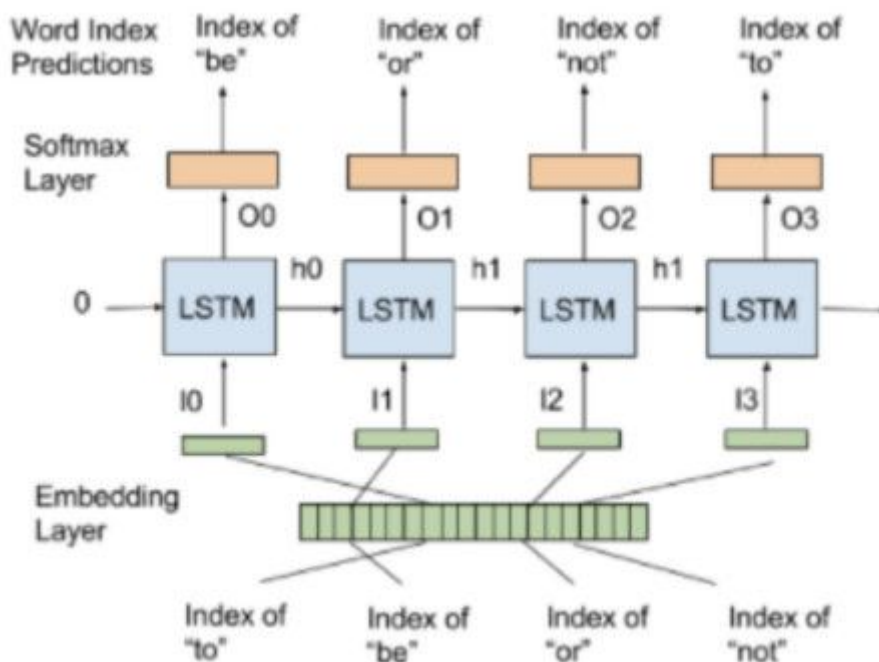 Word Index
Predictions
Index of
“be”
Index of
“or”
Index of
“not”
Index of
“to”
Softmax
Layer
O0
O1
O2
O3
0
LSTM
h0
LSTM
h1
LSTM
h1
LSTM
I0
I1
I2
I3
Embedding
Layer
Index of
“to”
Index of
“be”
Index of
“or”
Index of
“not”